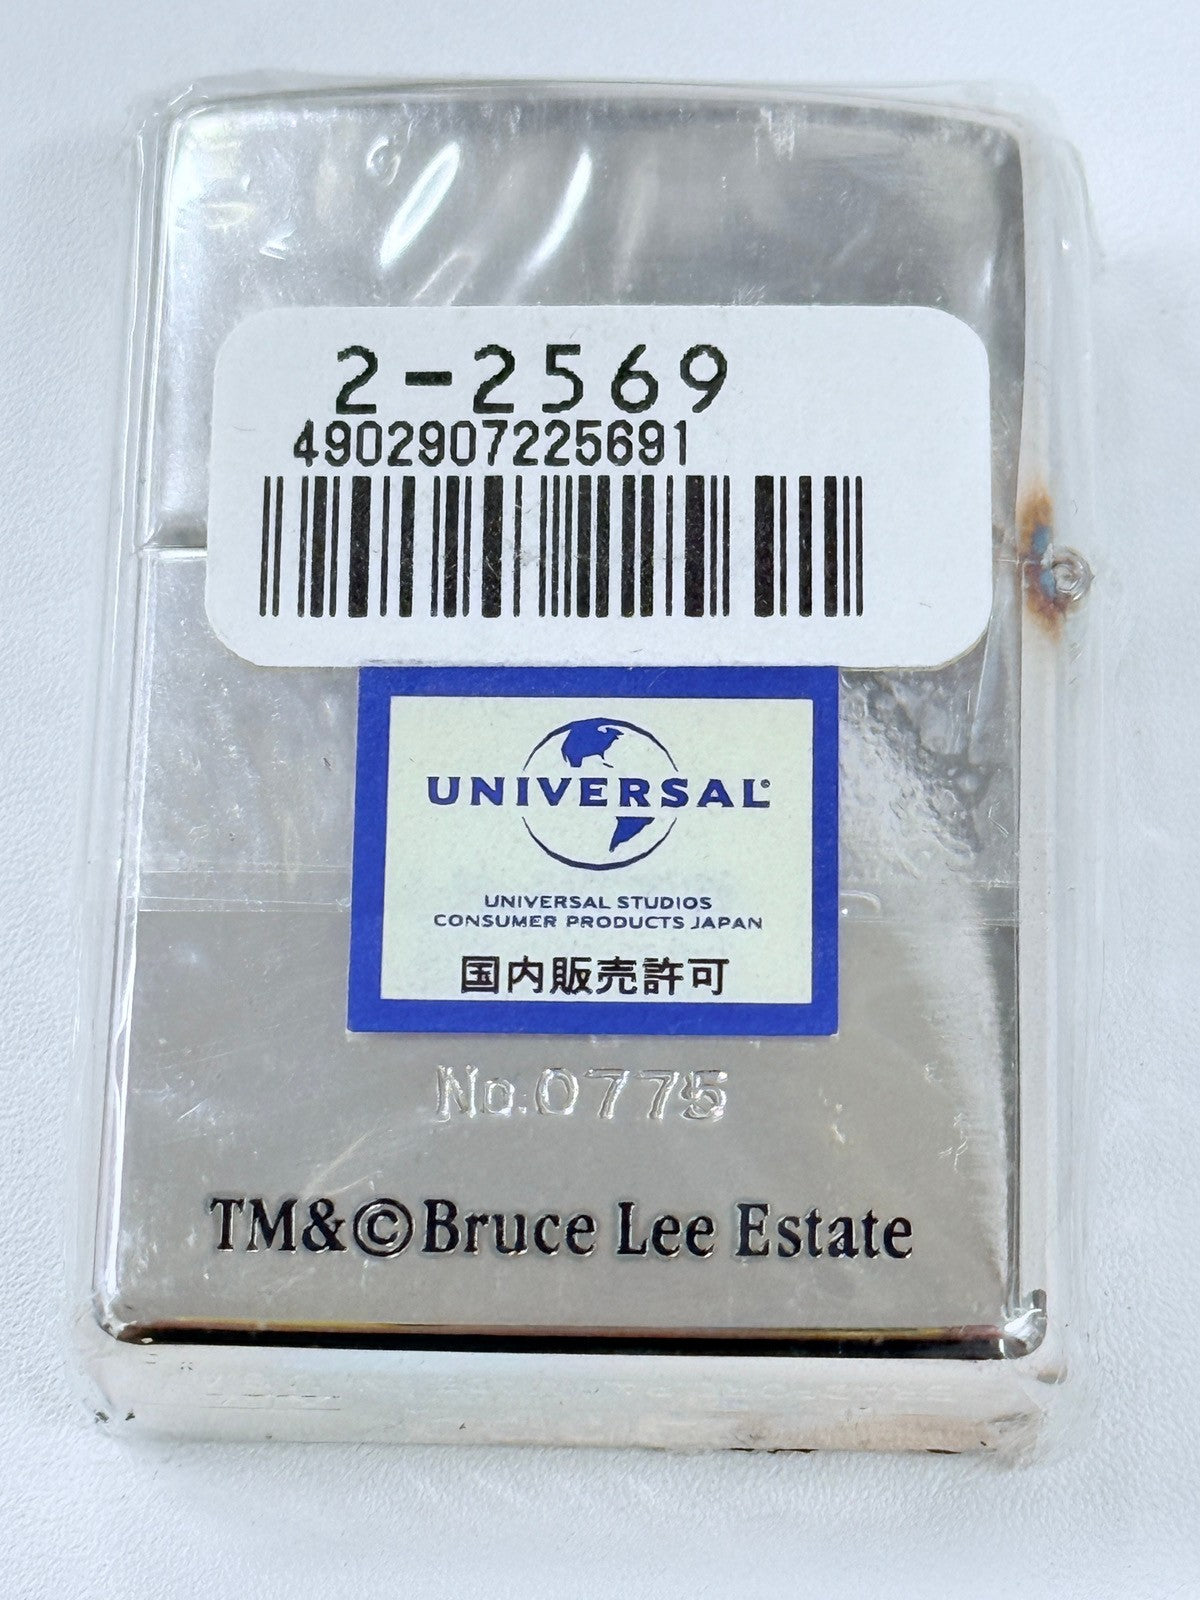 2-2569
4902907225691
UNIVERSAL
UNIVERSAL STUDIOS
CONSUMER PRODUCTS JAPAN
国内販売許可
No.0775
TM&©Bruce Lee Estate